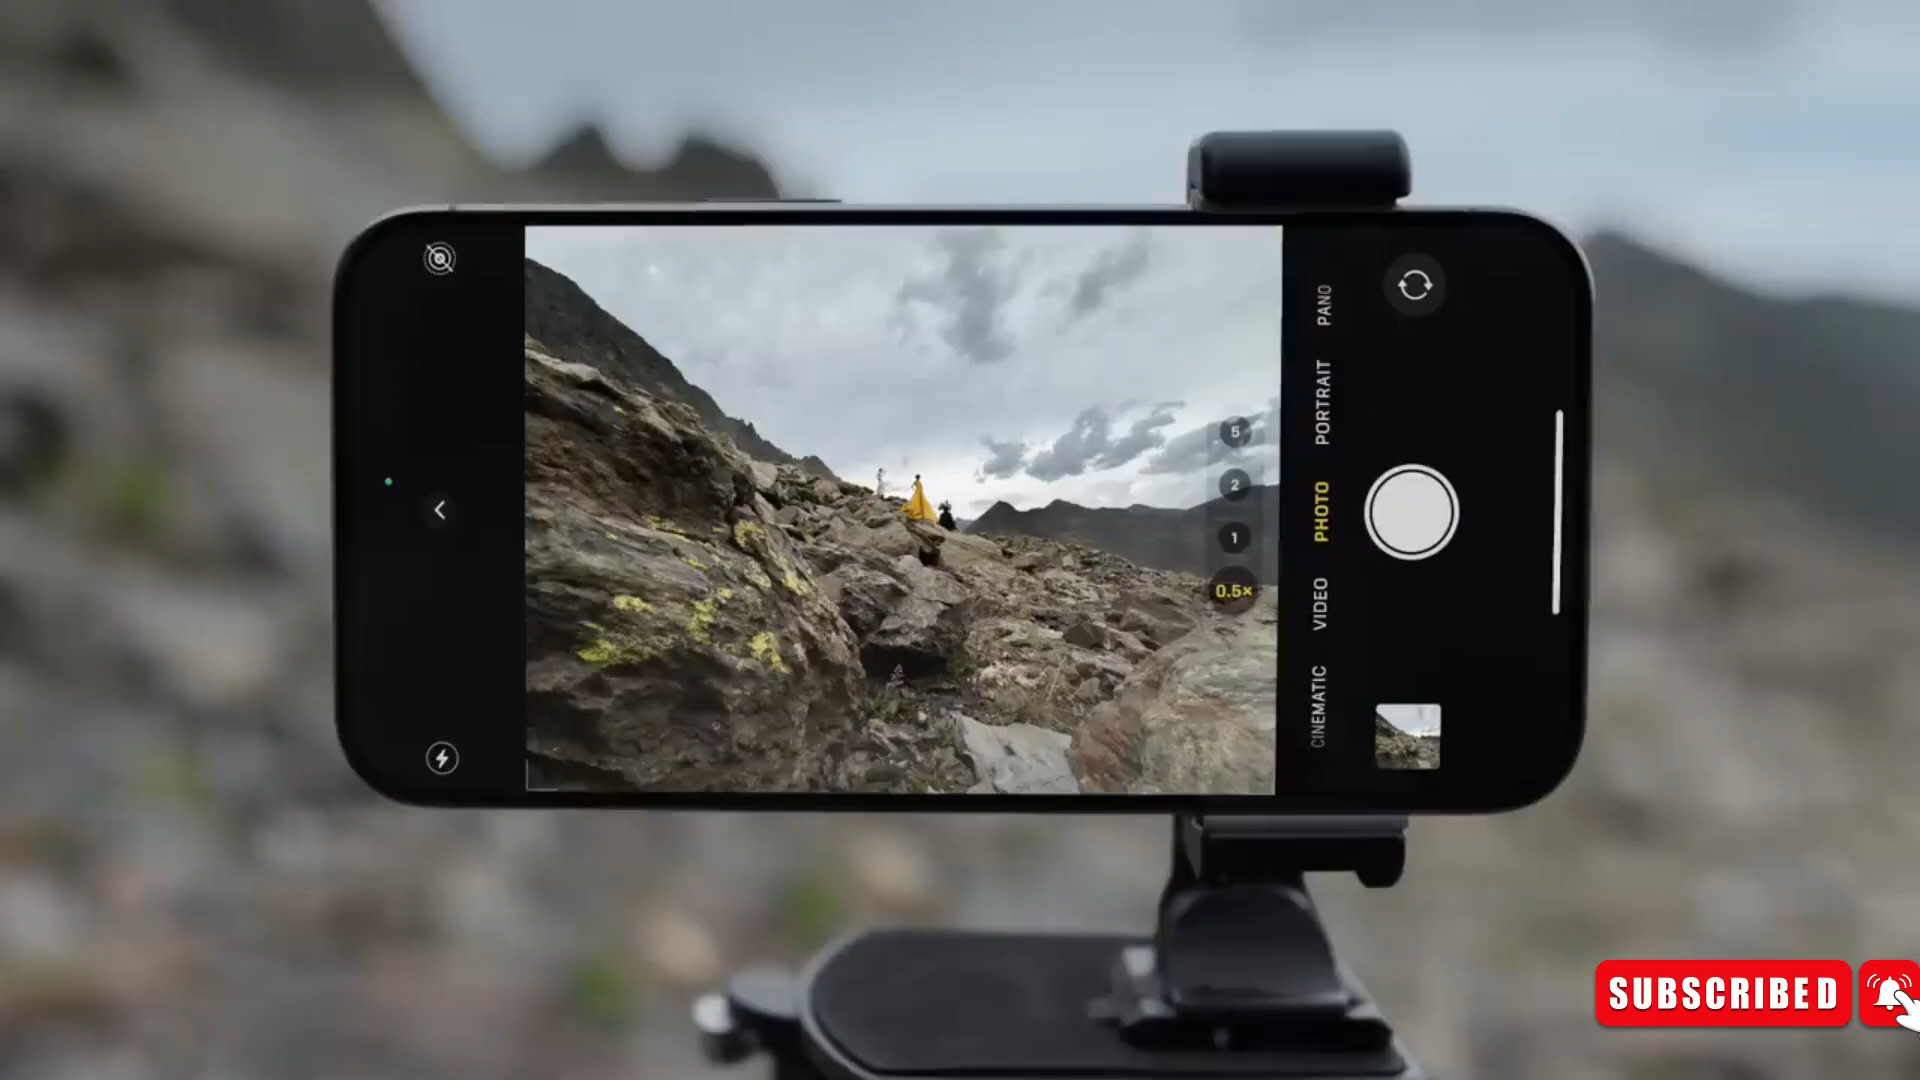 PANO
PORTRAIT
PHOTO
VIDEO
CINEMATIC
5
2
1
0.5×
SUBSCRIBED